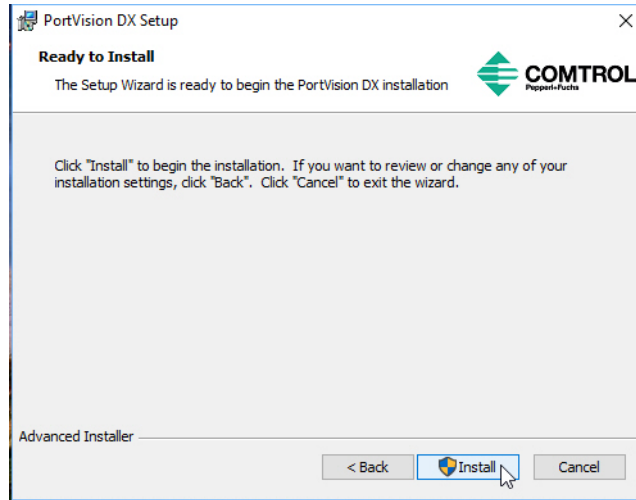 PortVision DX Setup
Ready to Install
The Setup Wizard is ready to begin the PortVision DX installation
COMTROL
Pepperl+Fuchs
Click "Install" to begin the installation. If you want to review or change any of your
installation settings, click "Back". Click "Cancel" to exit the wizard.
Advanced Installer
< Back
Install
Cancel